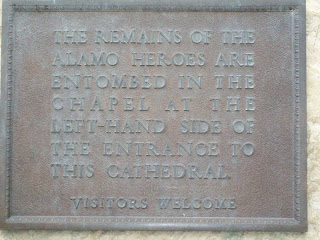 THE REMAINS OF THE
ALAMO HEROES ARE
ENTOMBED IN THE
CHAPEL AT THE
LEFT-HAND SIDE OF
THE ENTRANCE TO
THIS CATHEDRAL.
VISITORS WELCOME